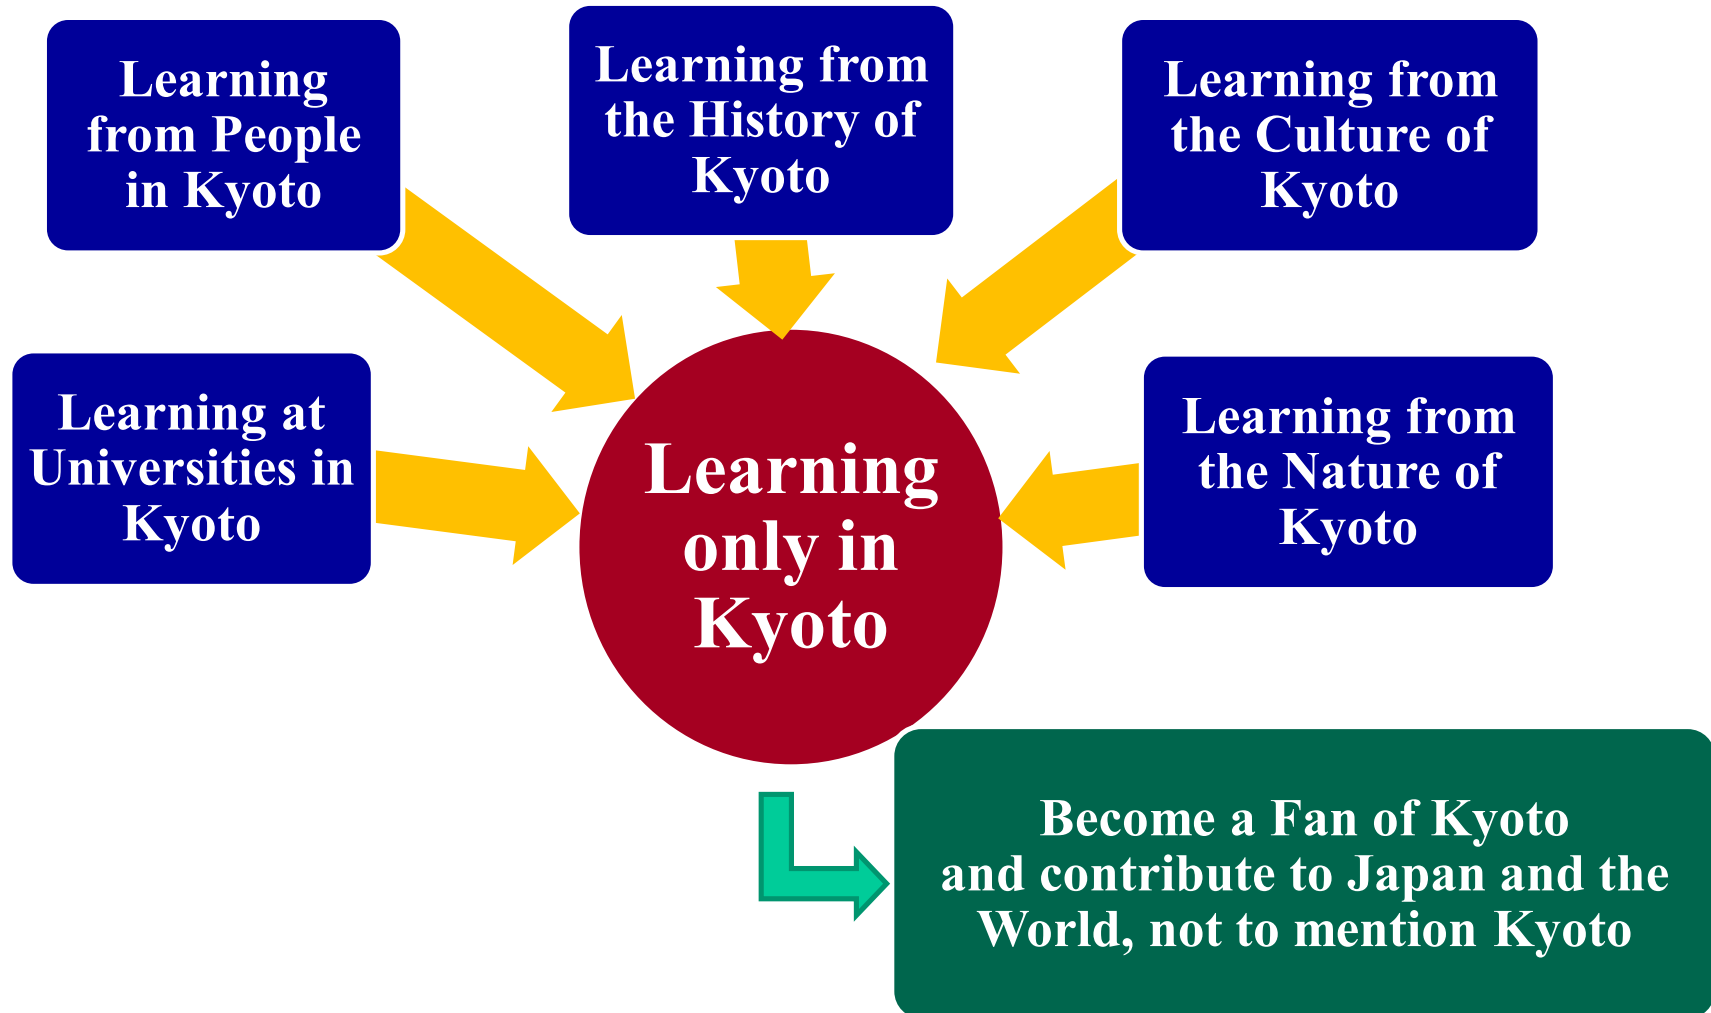 Learning
from People
in Kyoto
Learning from
the History of
Kyoto
Learning from
the Culture of
Kyoto
Learning at
Universities in
Kyoto
Learning from
the Nature of
Kyoto
Learning
only in
Kyoto
Become a Fan of Kyoto
and contribute to Japan and the
World, not to mention Kyoto